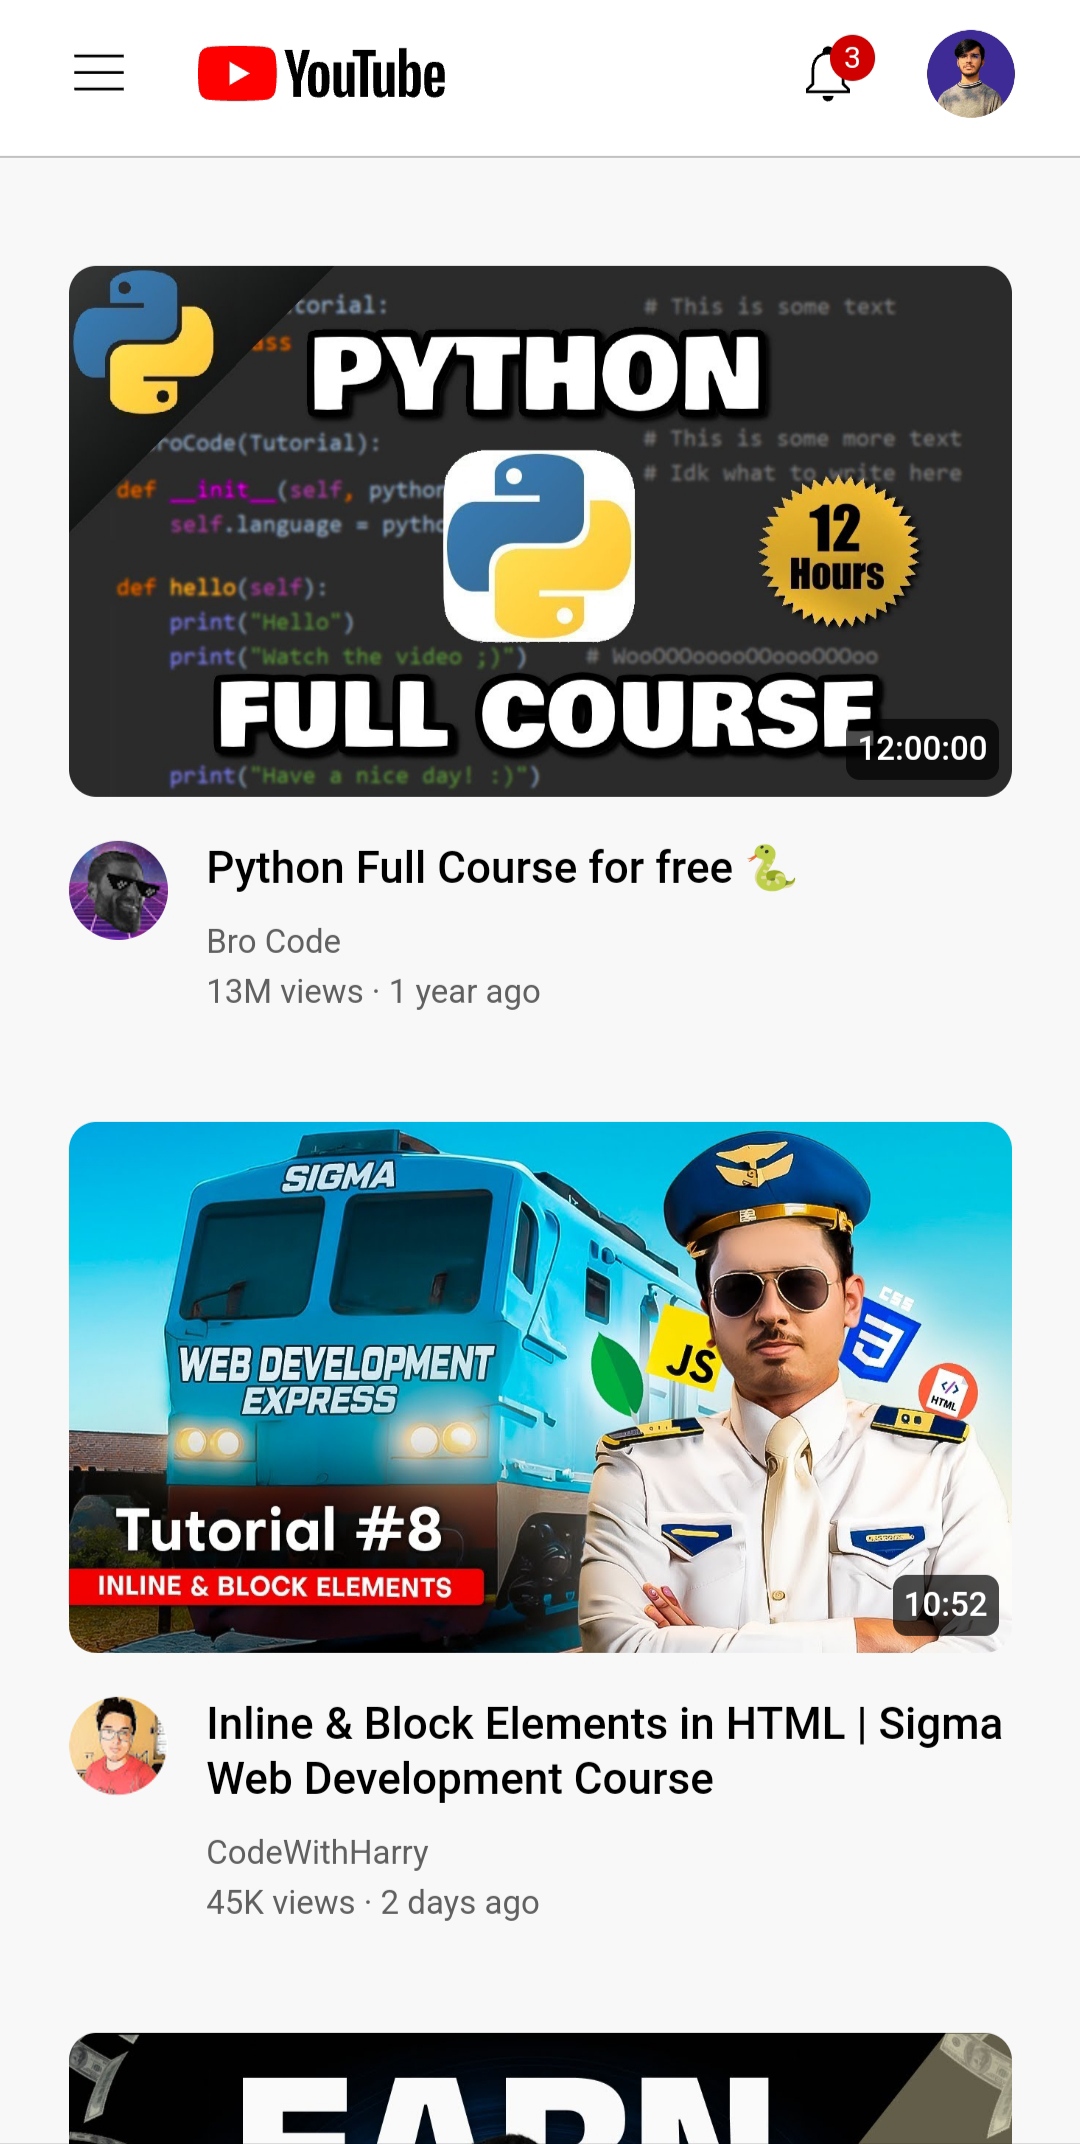 YouTube
3
torial:
# This is some text
ass
PYTHON
roCode(Tutorial):
# This is some more text
# Idk what to write here
def __init__(self, python
self.language = pytho
12
Hours
def hello(self):
print("Hello")
print("Watch the video ;)")
FULL COURSE
12:00:00
print("Have a nice day! :)")
Python Full Course for free 🐍
Bro Code
13M views · 1 year ago
SIGMA
WEB DEVELOPMENT
EXPRESS
JS
CSS
3
</>
HTML
Tutorial #8
INLINE & BLOCK ELEMENTS
10:52
Inline & Block Elements in HTML | Sigma
Web Development Course
CodeWithHarry
45K views · 2 days ago
EARN